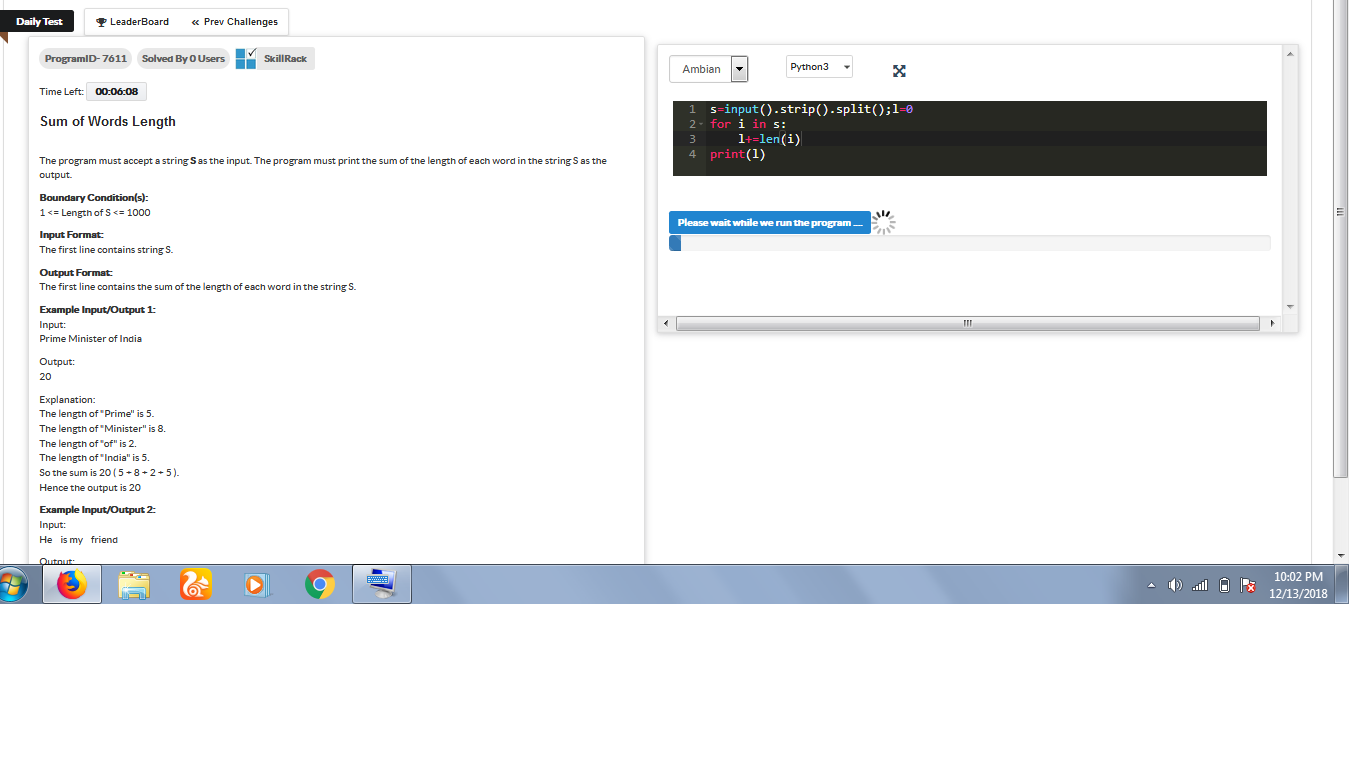 Daily Test
LeaderBoard
« Prev Challenges
ProgramID- 7611
Solved By 0 Users
SkillRack
Time Left: 00:06:08
Sum of Words Length
The program must accept a string S as the input. The program must print the sum of the length of each word in the string S as the
output.
Boundary Condition(s):
1 <= Length of S <= 1000
Input Format:
The first line contains string S.
Output Format:
The first line contains the sum of the length of each word in the string S.
Example Input/Output 1:
Input:
Prime Minister of India
Output:
20
Explanation:
The length of "Prime" is 5.
The length of "Minister" is 8.
The length of "of" is 2.
The length of "India" is 5.
So the sum is 20 ( 5 + 8 + 2 + 5 ).
Hence the output is 20
Example Input/Output 2:
Input:
He   is my   friend
Output:
Ambian
Python3
1 s=input().strip().split();l=0
2 for i in s:
3     l+=len(i)
4 print(l)
Please wait while we run the program ....
10:02 PM
12/13/2018